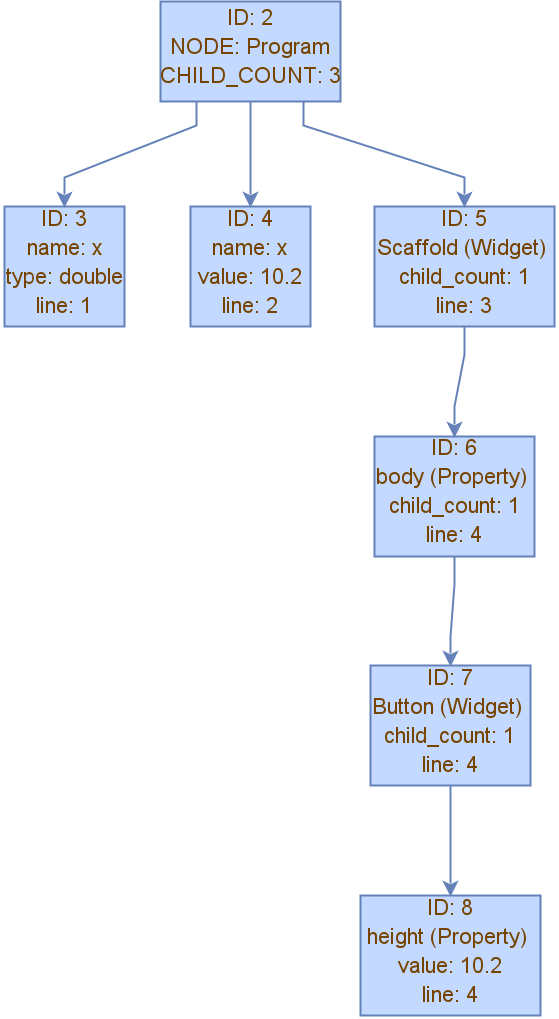 ID: 2
NODE: Program
CHILD_COUNT: 3
ID: 3
name: x
type: double
line: 1
ID: 4
name: x
value: 10.2
line: 2
ID: 5
Scaffold (Widget)
child_count: 1
line: 3
ID: 6
body (Property)
child_count: 1
line: 4
ID: 7
Button (Widget)
child_count: 1
line: 4
ID: 8
height (Property)
value: 10.2
line: 4